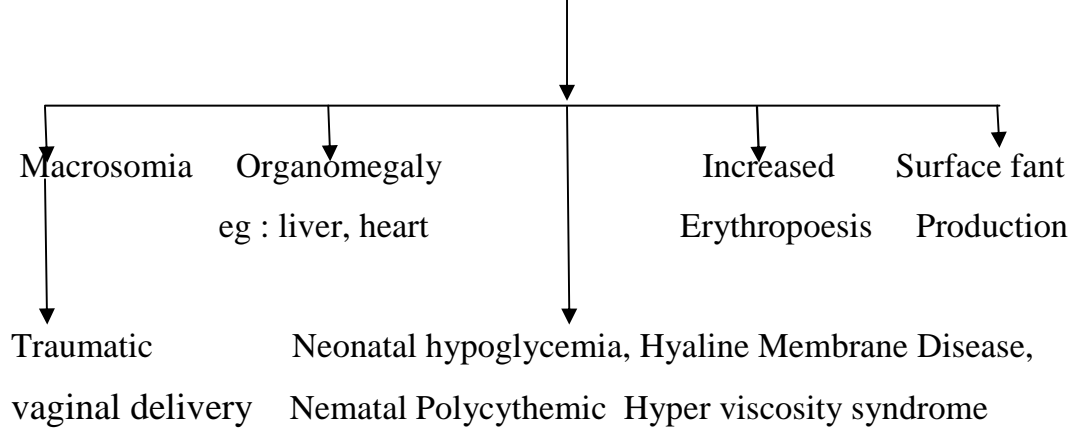 Macrosomia Organomegaly Increased Surface fant
eg : liver, heart Erythropoesis Production
Traumatic Neonatal hypoglycemia, Hyaline Membrane Disease,
vaginal delivery Nematal Polycythemic Hyper viscosity syndrome